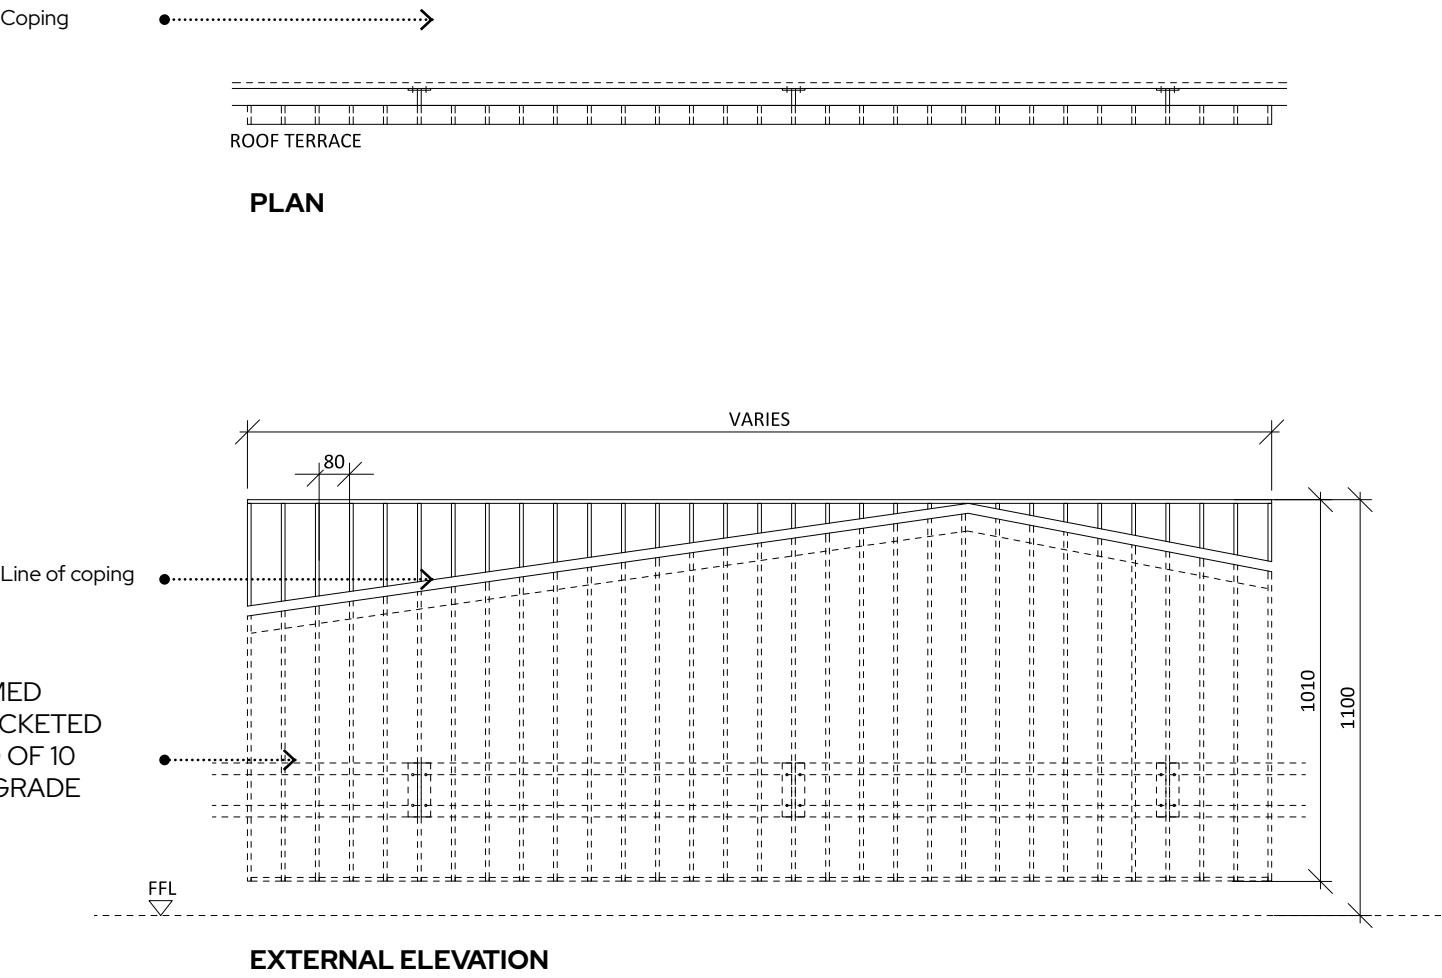 Coping
ROOF TERRACE
PLAN
VARIES
80
Line of coping
1010
1100
MED
CKETED
OF 10
GRADE
FFL
EXTERNAL ELEVATION